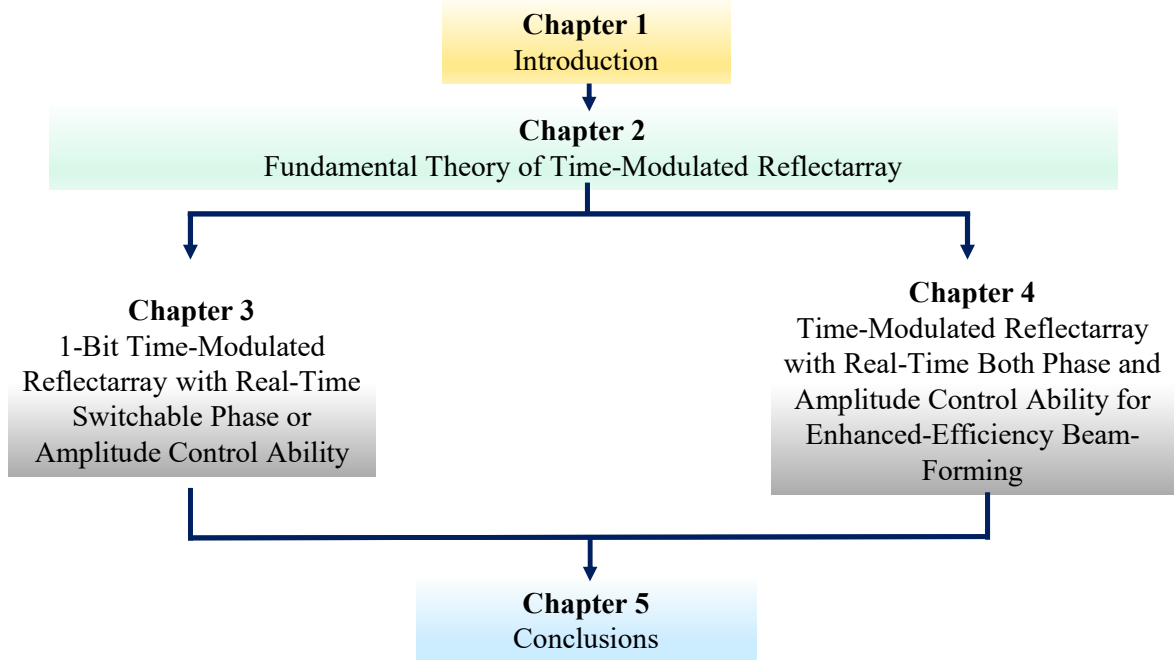 Chapter 1
Introduction
Chapter 2
Fundamental Theory of Time-Modulated Reflectarray
Chapter 3
1-Bit Time-Modulated
Reflectarray with Real-Time
Switchable Phase or
Amplitude Control Ability
Chapter 4
Time-Modulated Reflectarray
with Real-Time Both Phase and
Amplitude Control Ability for
Enhanced-Efficiency Beam-
Forming
Chapter 5
Conclusions